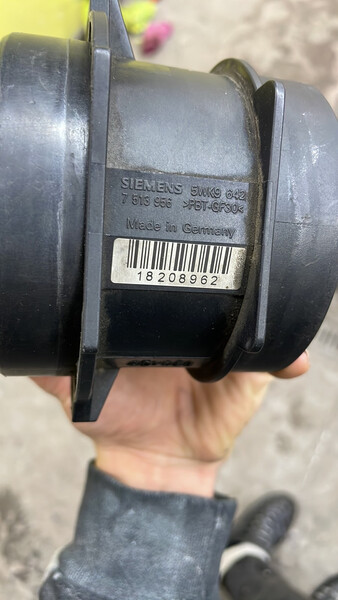 SIEMENS 5WK9 642
7 513 956 >PBT-GF30<
Made in Germany
18208962